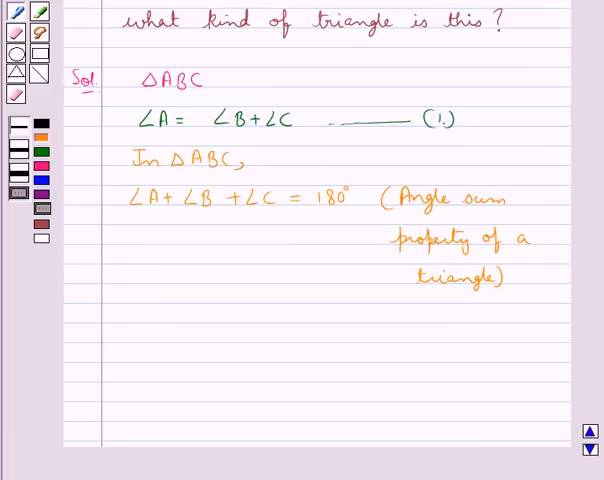 what kind of triangle is this ?
Sol. △ABC
∠A = ∠B+∠C ———— (1.)
In △ABC,
∠A+ ∠B +∠C = 180° (Angle sum
property of a
triangle)